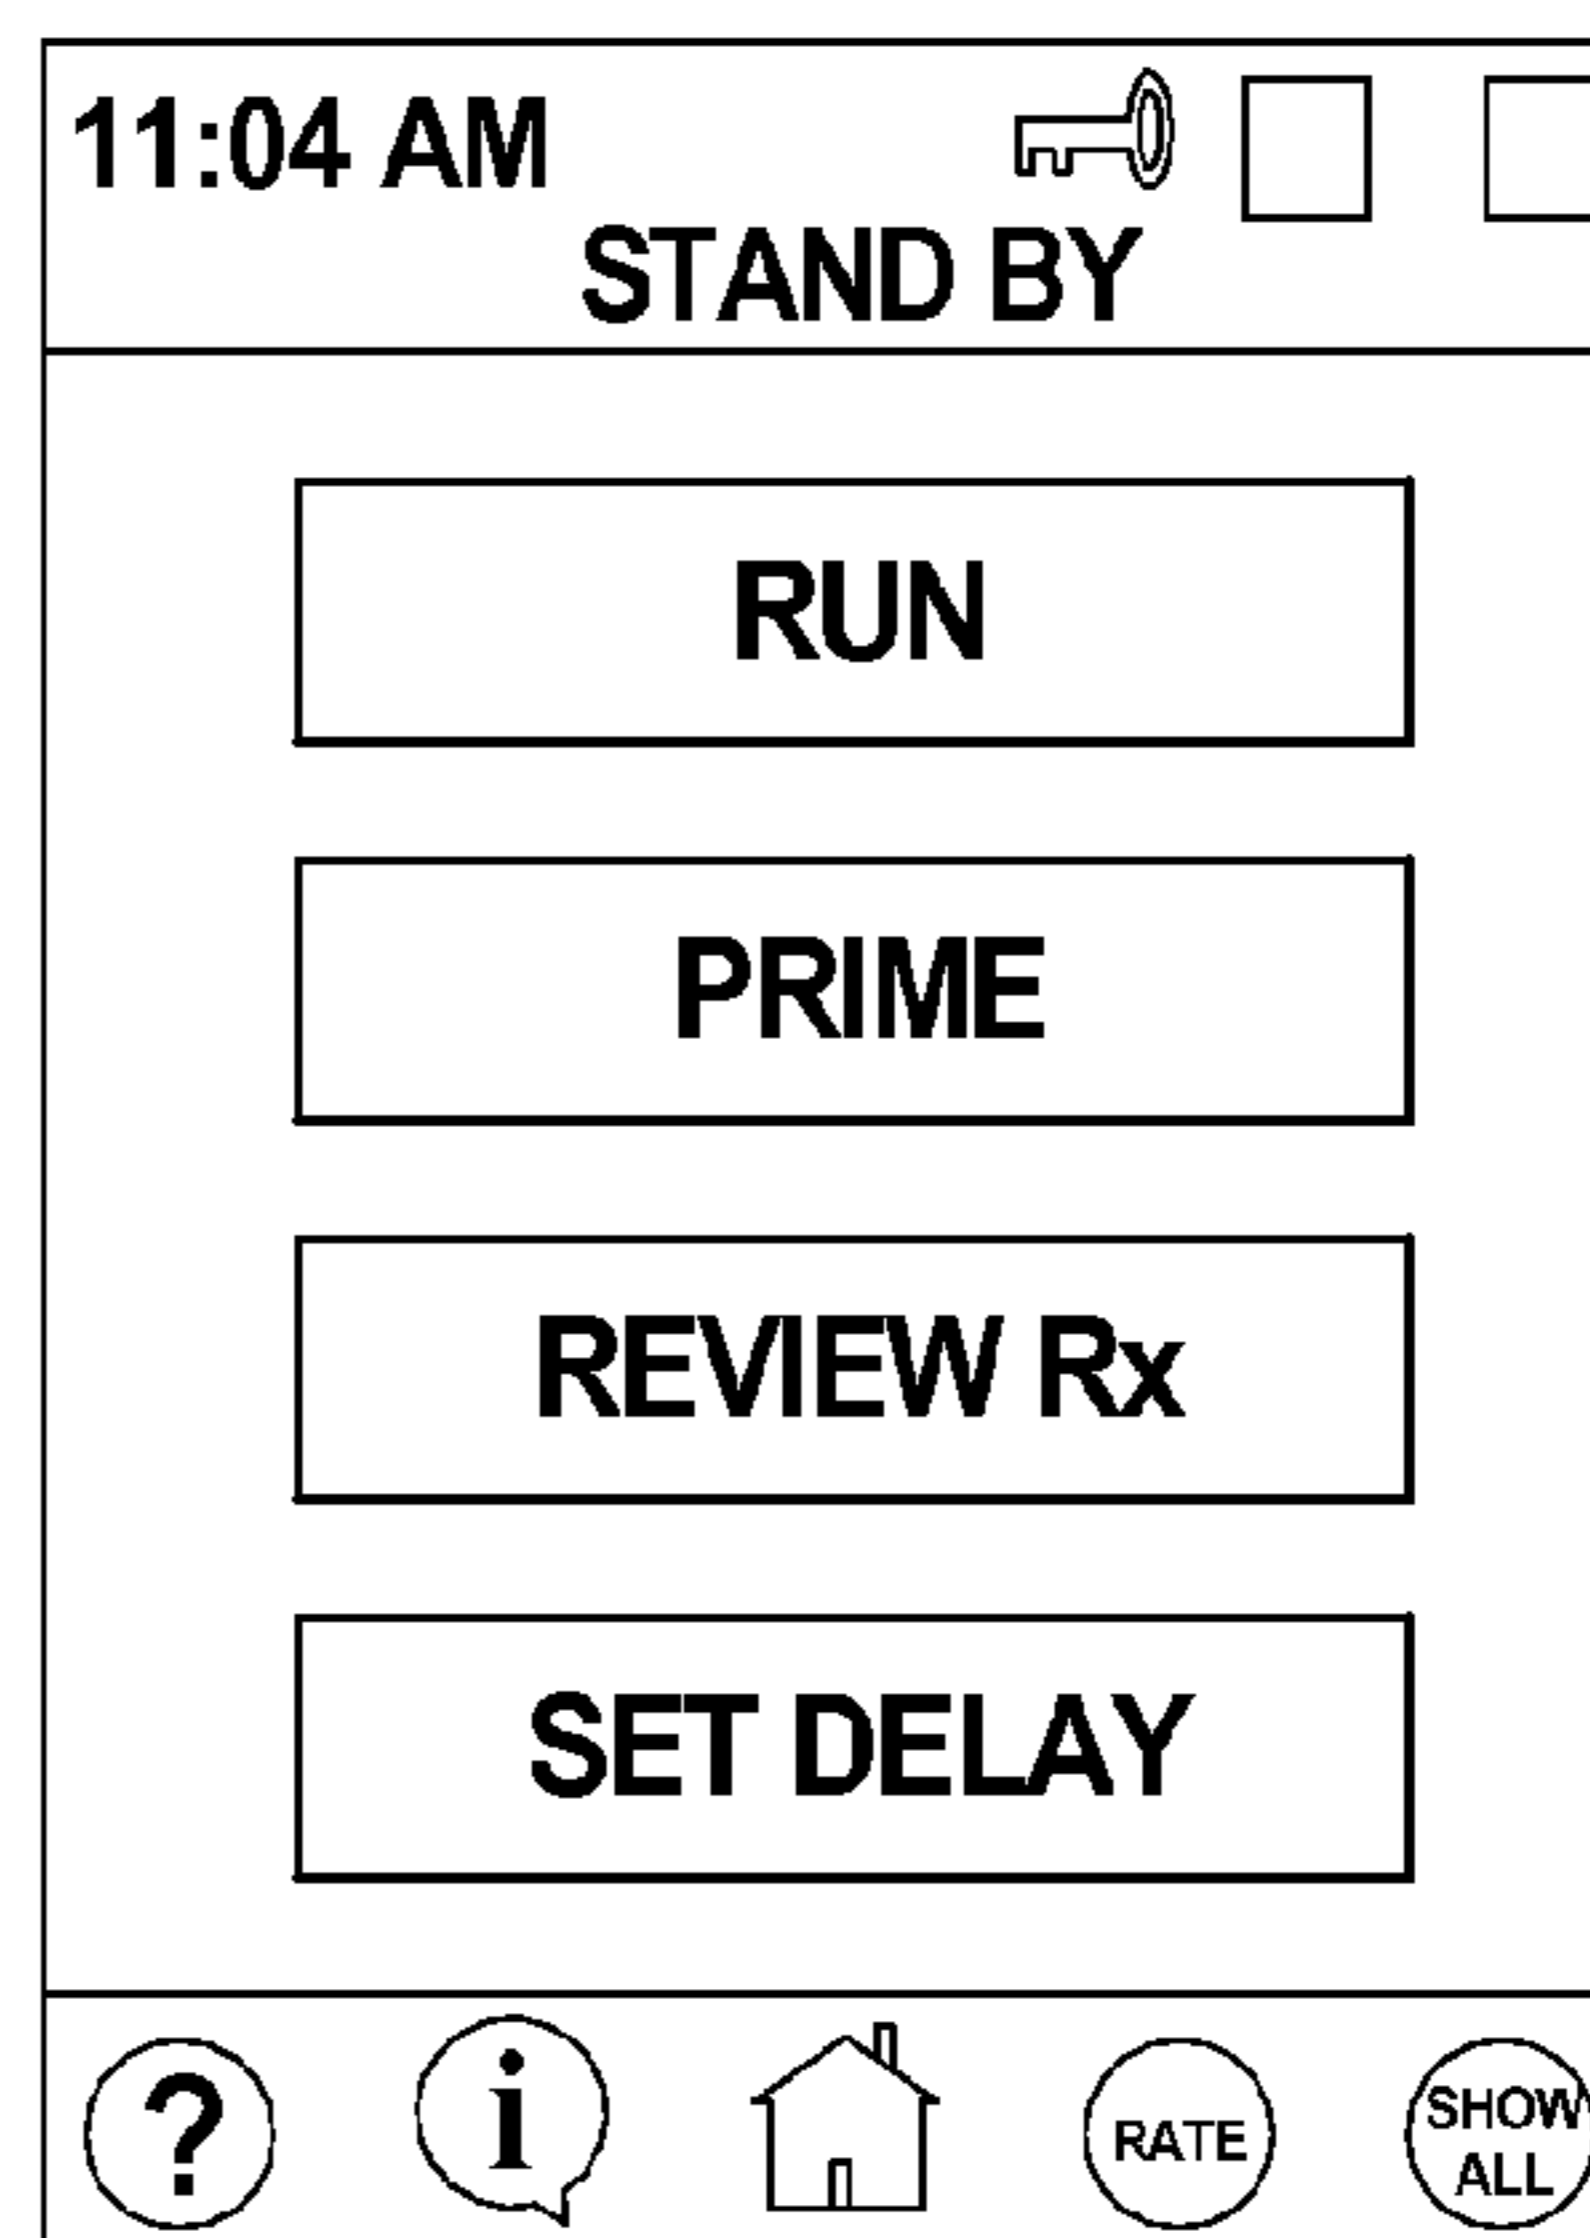 11:04 AM
STAND BY
RUN
PRIME
REVIEW Rx
SET DELAY
?
i
RATE
SHOW
ALL